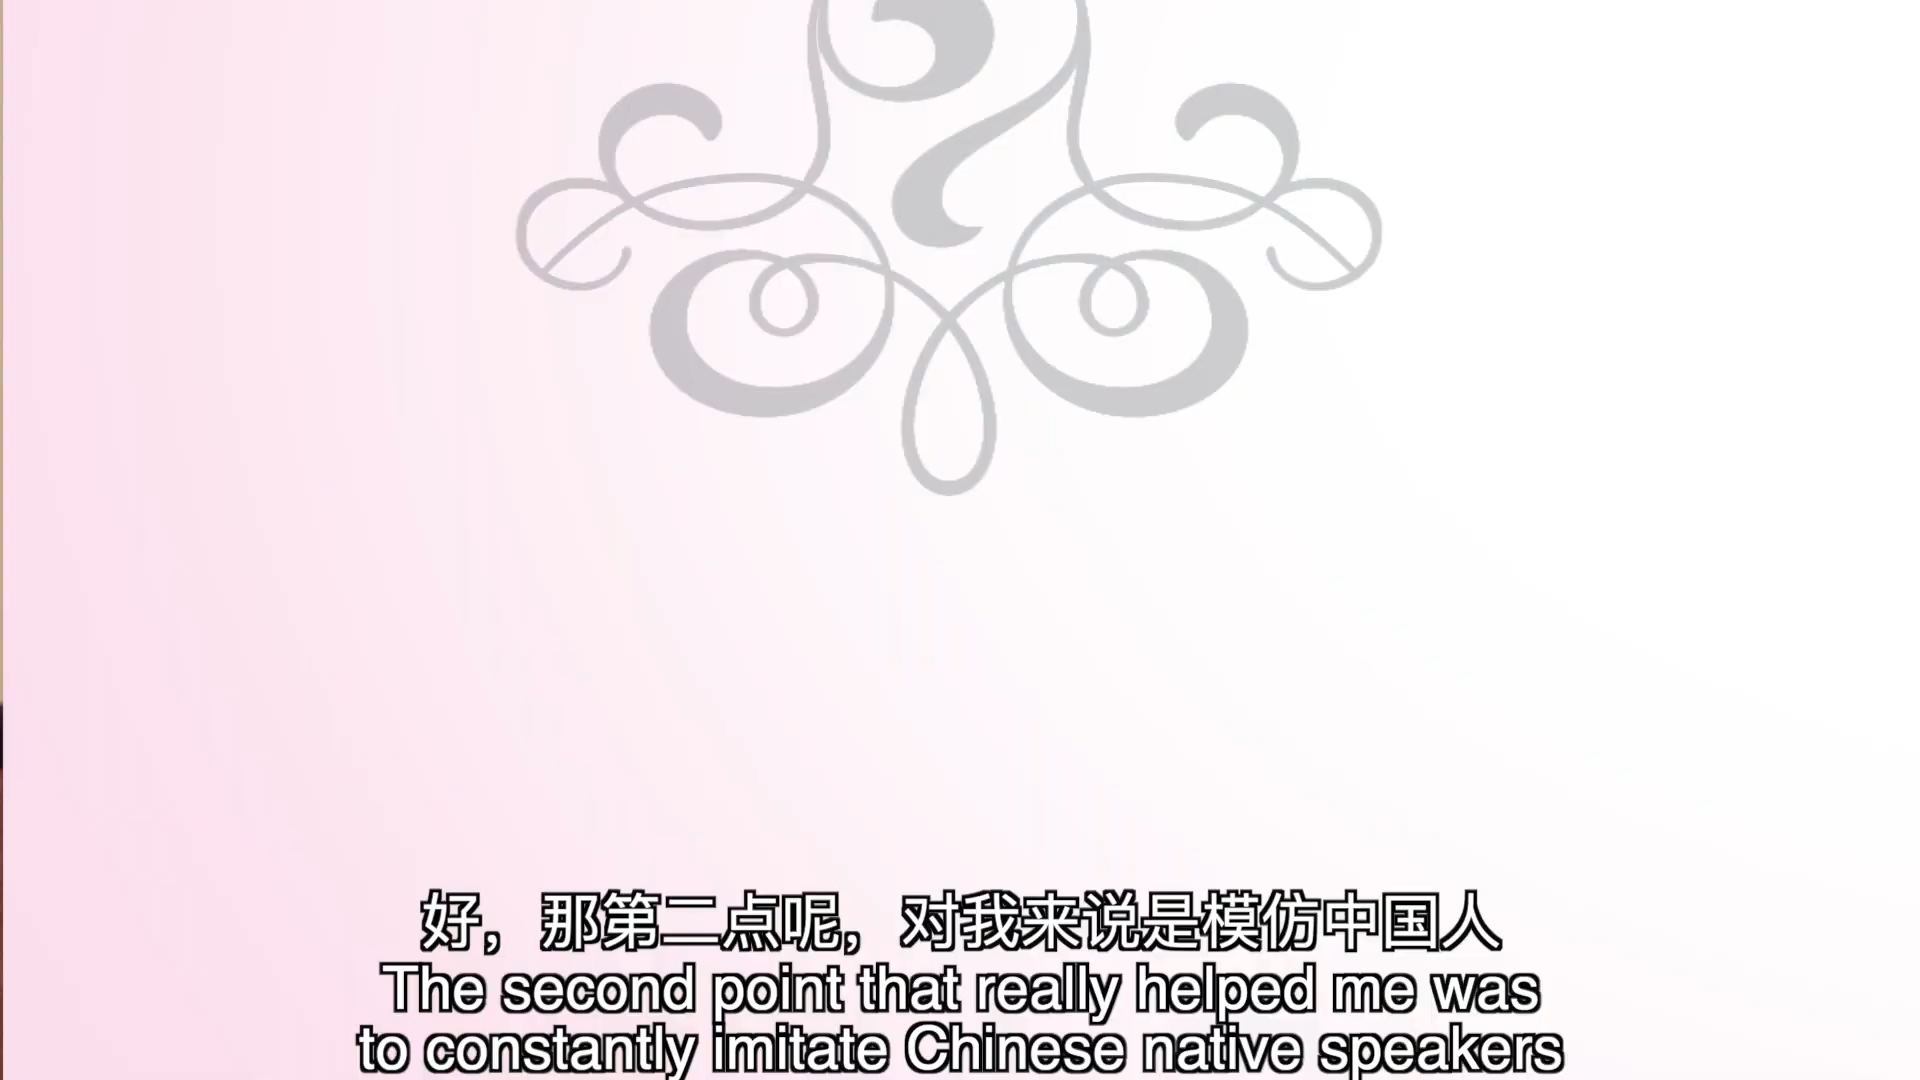 好，那第二点呢，对我来说是模仿中国人
The second point that really helped me was
to constantly imitate Chinese native speakers